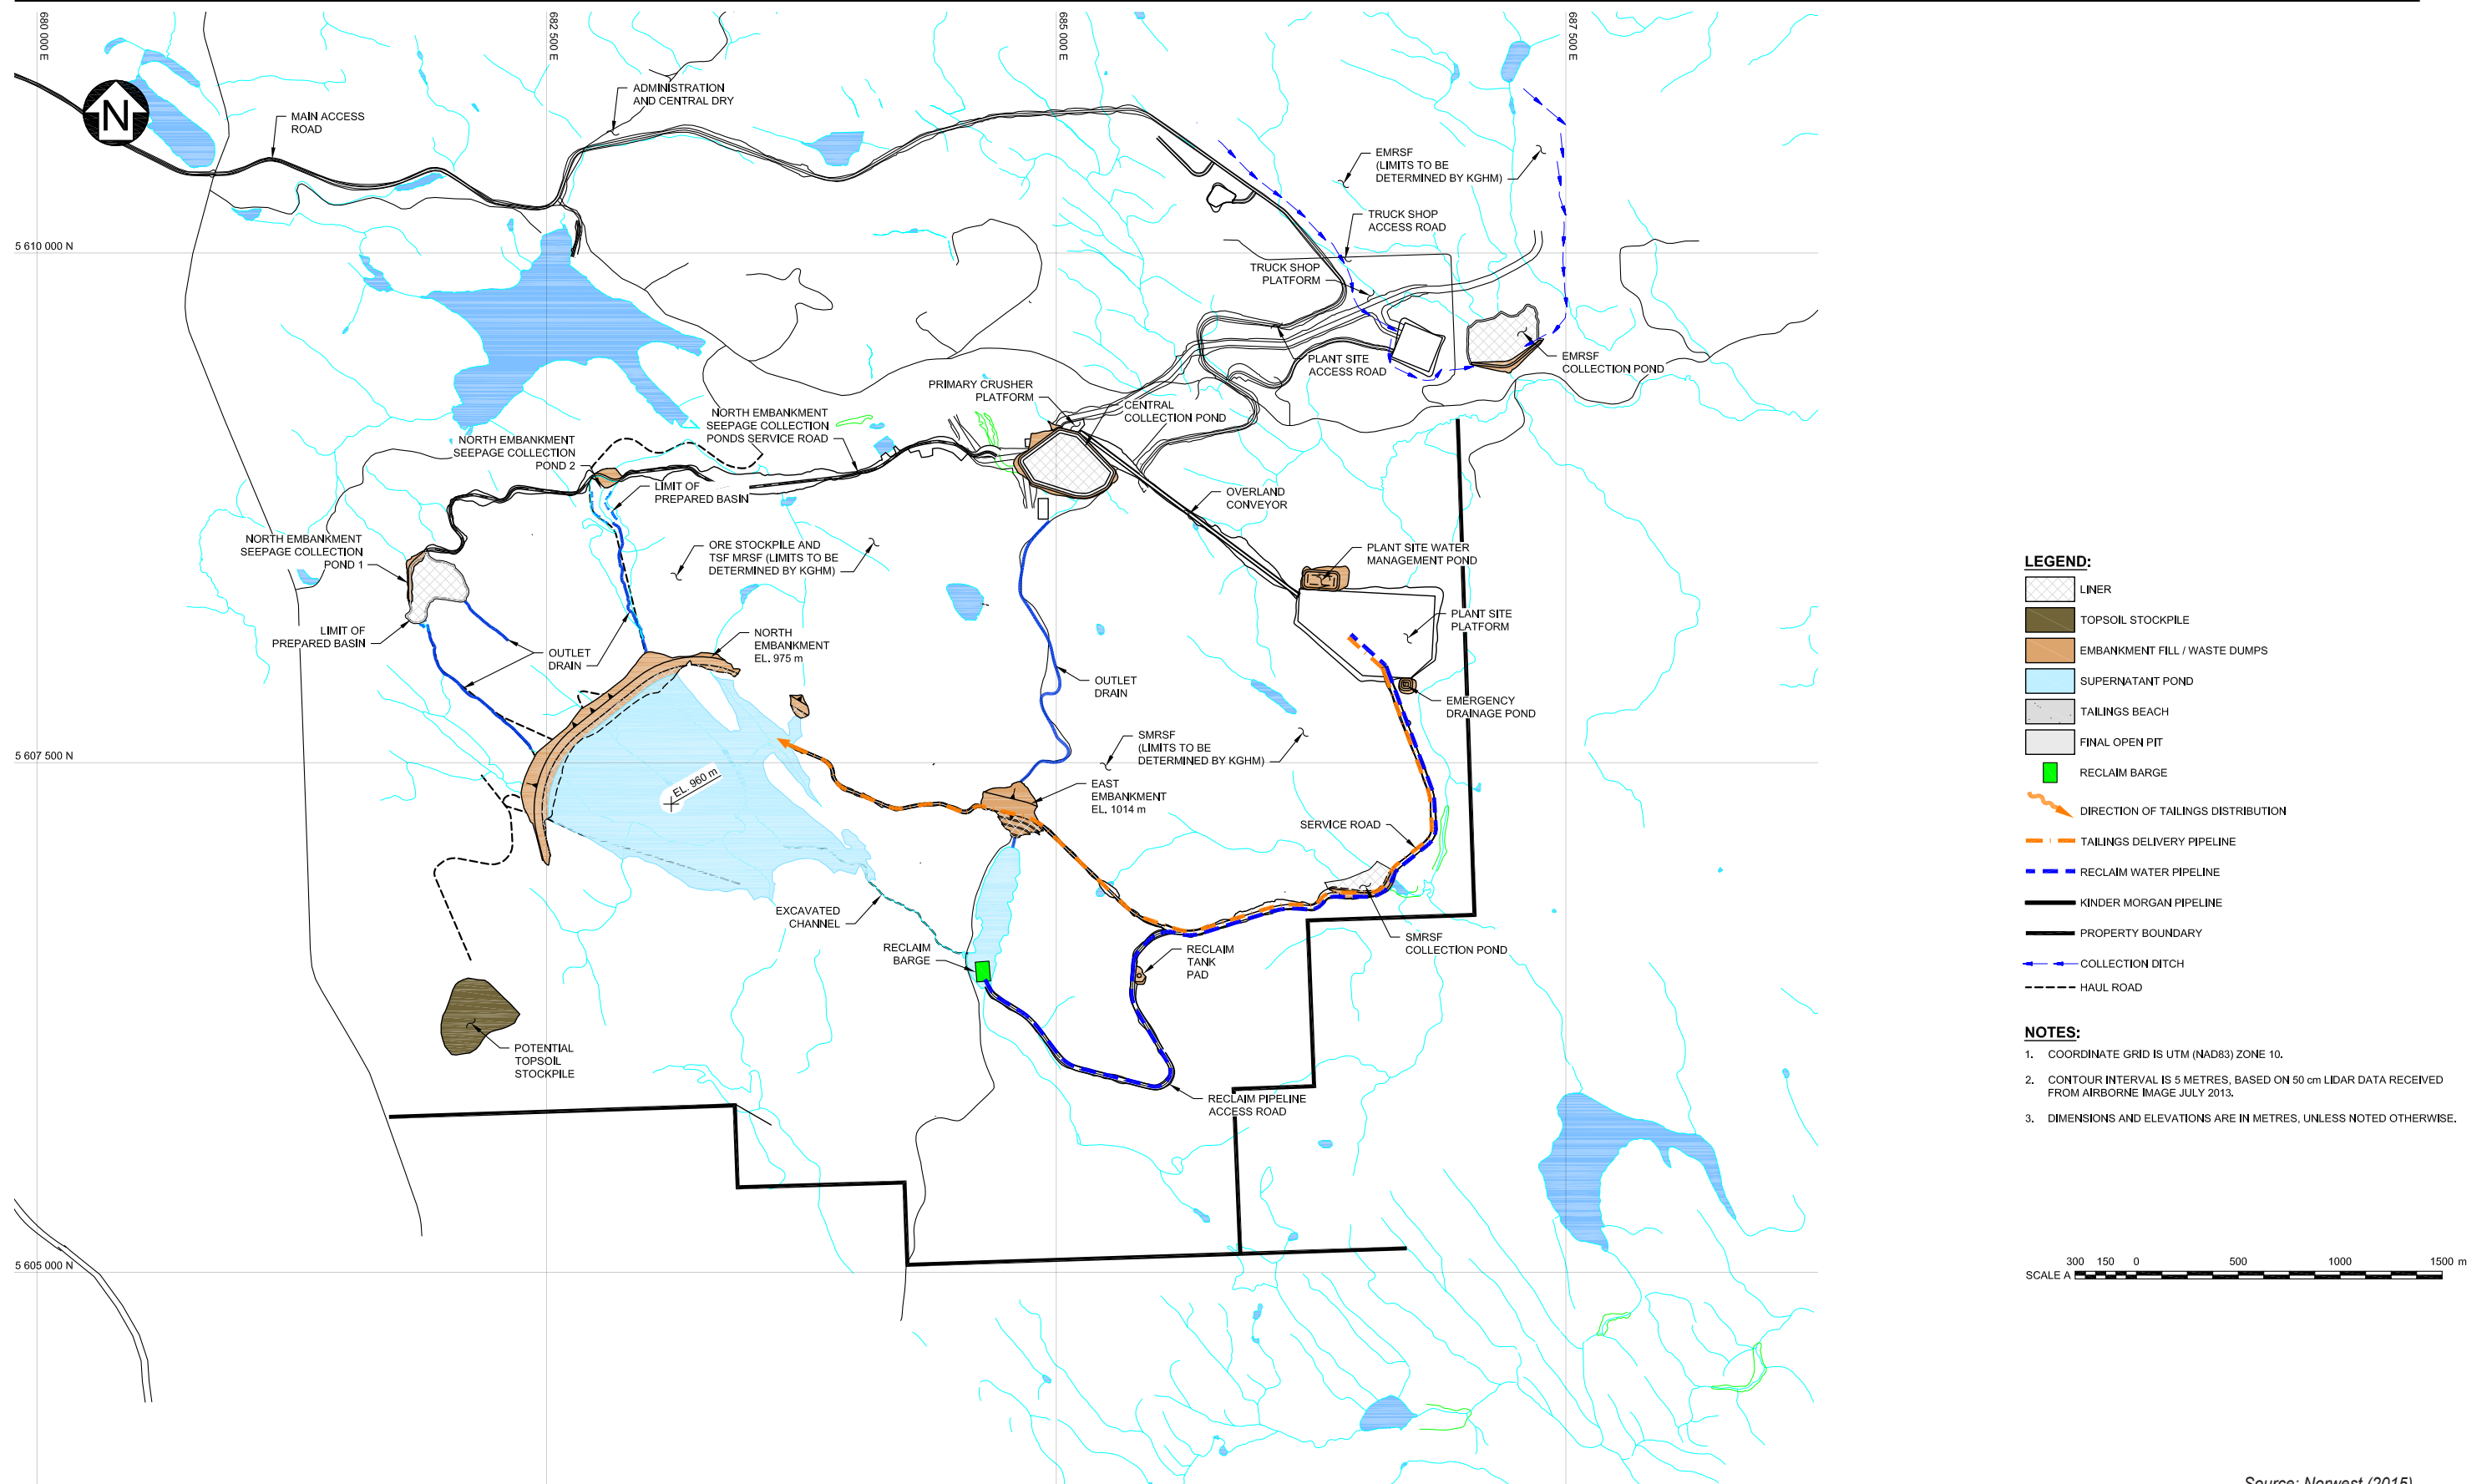 680 000 E
682 500 E
685 000 E
687 500 E
N
MAIN ACCESS
ROAD
ADMINISTRATION
AND CENTRAL DRY
EMRSF
(LIMITS TO BE
DETERMINED BY KGHM)
TRUCK SHOP
ACCESS ROAD
5 610 000 N
TRUCK SHOP
PLATFORM
PLANT SITE
ACCESS ROAD
EMRSF
COLLECTION POND
PRIMARY CRUSHER
PLATFORM
CENTRAL
COLLECTION POND
NORTH EMBANKMENT
SEEPAGE COLLECTION
PONDS SERVICE ROAD
NORTH EMBANKMENT
SEEPAGE COLLECTION
POND 2
LIMIT OF
PREPARED BASIN
OVERLAND
CONVEYOR
NORTH EMBANKMENT
SEEPAGE COLLECTION
POND 1
ORE STOCKPILE AND
TSF MRSF (LIMITS TO BE
DETERMINED BY KGHM)
PLANT SITE WATER
MANAGEMENT POND
PLANT SITE
PLATFORM
LIMIT OF
PREPARED BASIN
OUTLET
DRAIN
NORTH
EMBANKMENT
EL. 975 m
OUTLET
DRAIN
EMERGENCY
DRAINAGE POND
SMRSF
(LIMITS TO BE
DETERMINED BY KGHM)
5 607 500 N
EL. 960 m
EAST
EMBANKMENT
EL. 1014 m
SERVICE ROAD
EXCAVATED
CHANNEL
RECLAIM
BARGE
RECLAIM
TANK
PAD
SMRSF
COLLECTION POND
POTENTIAL
TOPSOIL
STOCKPILE
RECLAIM PIPELINE
ACCESS ROAD
5 605 000 N
LEGEND:
LINER
TOPSOIL STOCKPILE
EMBANKMENT FILL / WASTE DUMPS
SUPERNATANT POND
TAILINGS BEACH
FINAL OPEN PIT
RECLAIM BARGE
DIRECTION OF TAILINGS DISTRIBUTION
TAILINGS DELIVERY PIPELINE
RECLAIM WATER PIPELINE
KINDER MORGAN PIPELINE
PROPERTY BOUNDARY
COLLECTION DITCH
HAUL ROAD
NOTES:
1. COORDINATE GRID IS UTM (NAD83) ZONE 10.
2. CONTOUR INTERVAL IS 5 METRES, BASED ON 50 cm LIDAR DATA RECEIVED
FROM AIRBORNE IMAGE JULY 2013.
3. DIMENSIONS AND ELEVATIONS ARE IN METRES, UNLESS NOTED OTHERWISE.
300 150 0 500 1000 1500 m
SCALE A
Source: Norwest (2015)